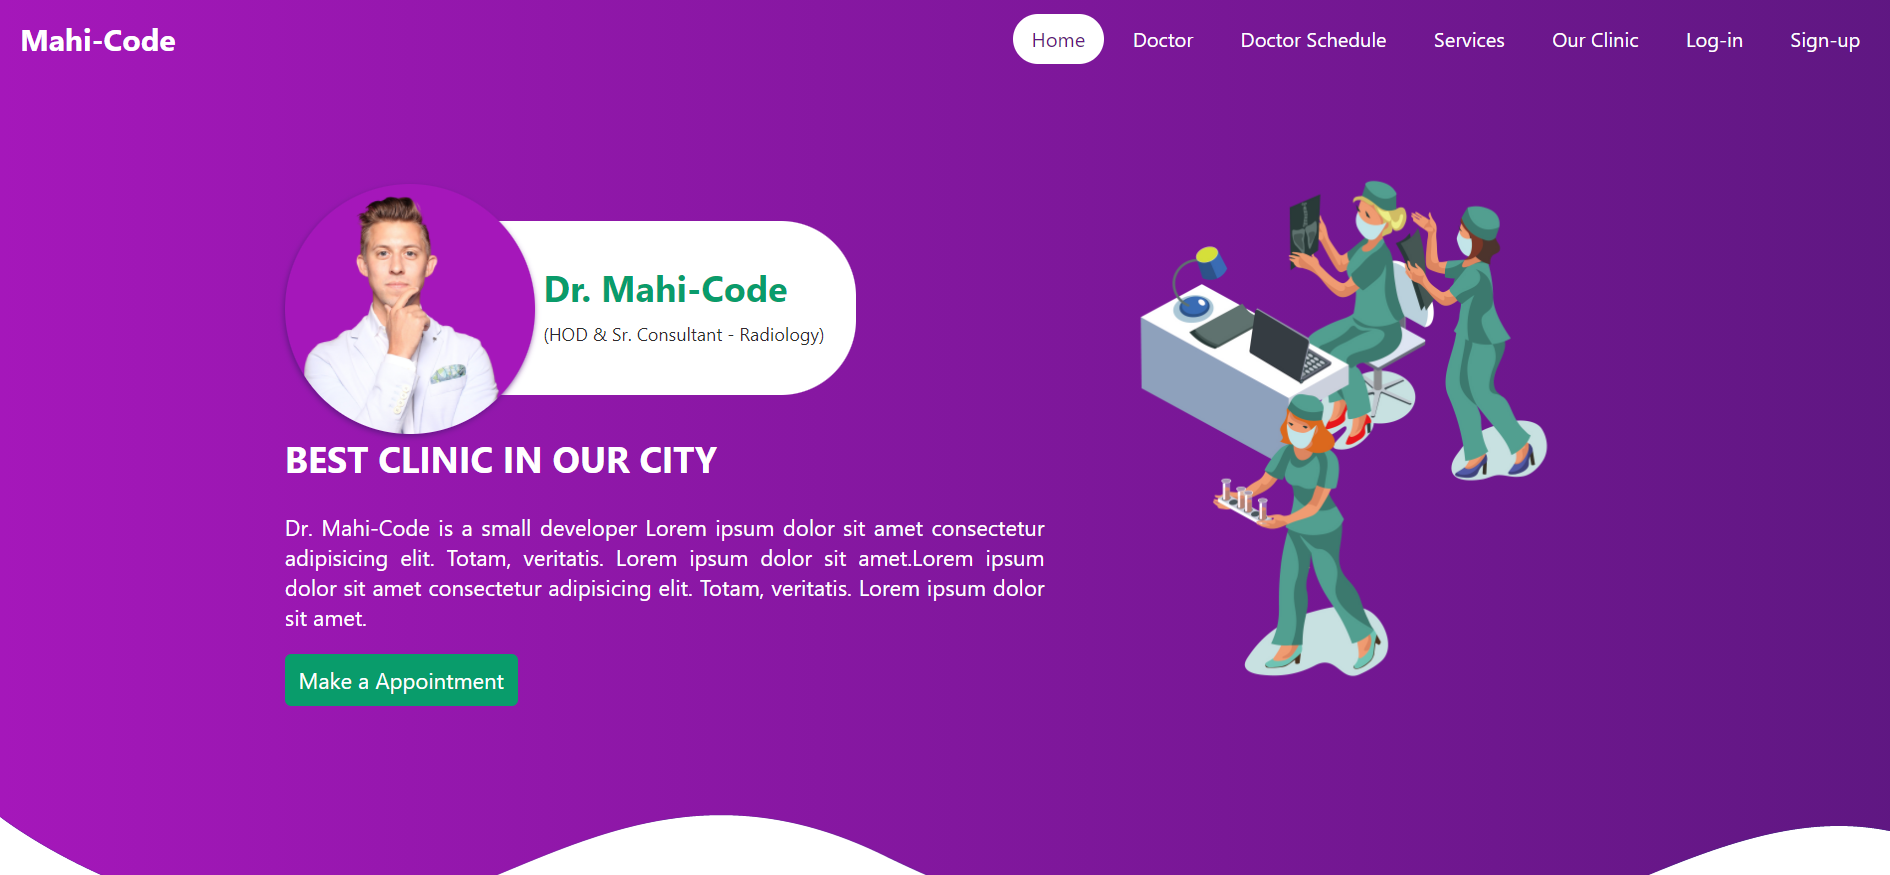 Mahi-Code
Home
Doctor
Doctor Schedule
Services
Our Clinic
Log-in
Sign-up
Dr. Mahi-Code
(HOD & Sr. Consultant - Radiology)
BEST CLINIC IN OUR CITY
Dr. Mahi-Code is a small developer Lorem ipsum dolor sit amet consectetur
adipisicing elit. Totam, veritatis. Lorem ipsum dolor sit amet.Lorem ipsum
dolor sit amet consectetur adipisicing elit. Totam, veritatis. Lorem ipsum dolor
sit amet.
Make a Appointment